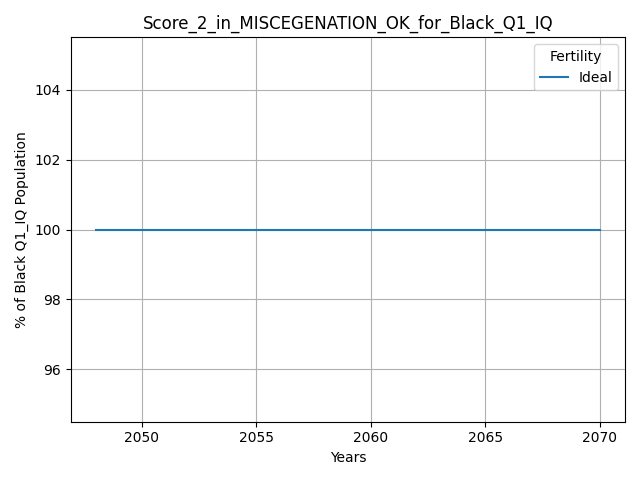 Score_2_in_MISCEGENATION_OK_for_Black_Q1_IQ
Fertility
Ideal
% of Black Q1_IQ Population
104
102
100
98
96
2050 2055 2060 2065 2070
Years